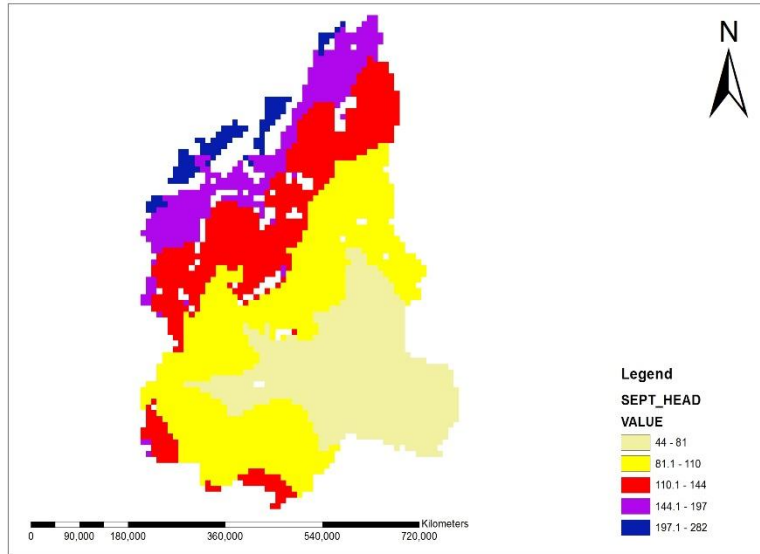 N
Legend
SEPT_HEAD
VALUE
44 - 81
81.1 - 110
110.1 - 144
144.1 - 197
197.1 - 282
Kilometers
0 90,000 180,000 360,000 540,000 720,000